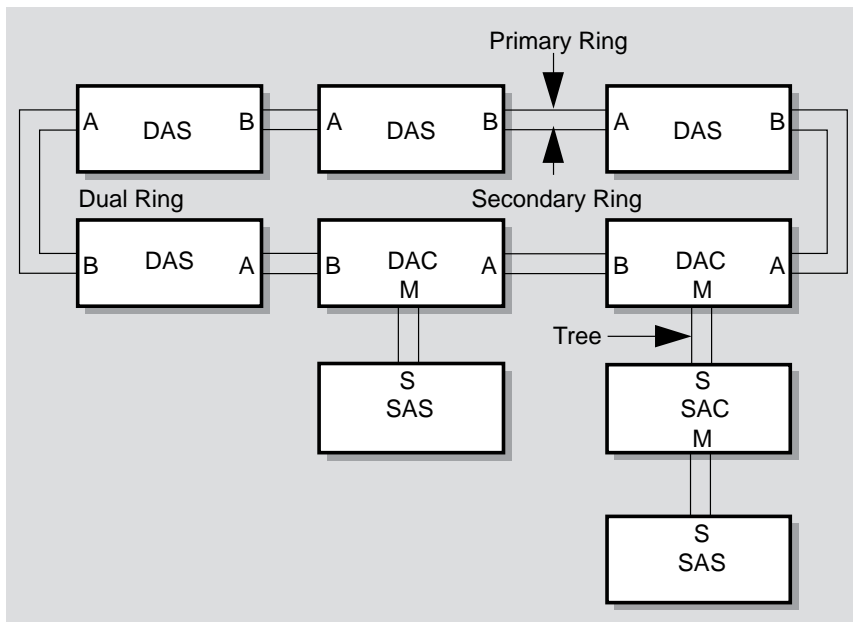 Primary Ring
A DAS B A DAS B A DAS B
Dual Ring Secondary Ring
B DAS A B DAC A B DAC A
M M
Tree
S S
SAS SAC
M
S
SAS